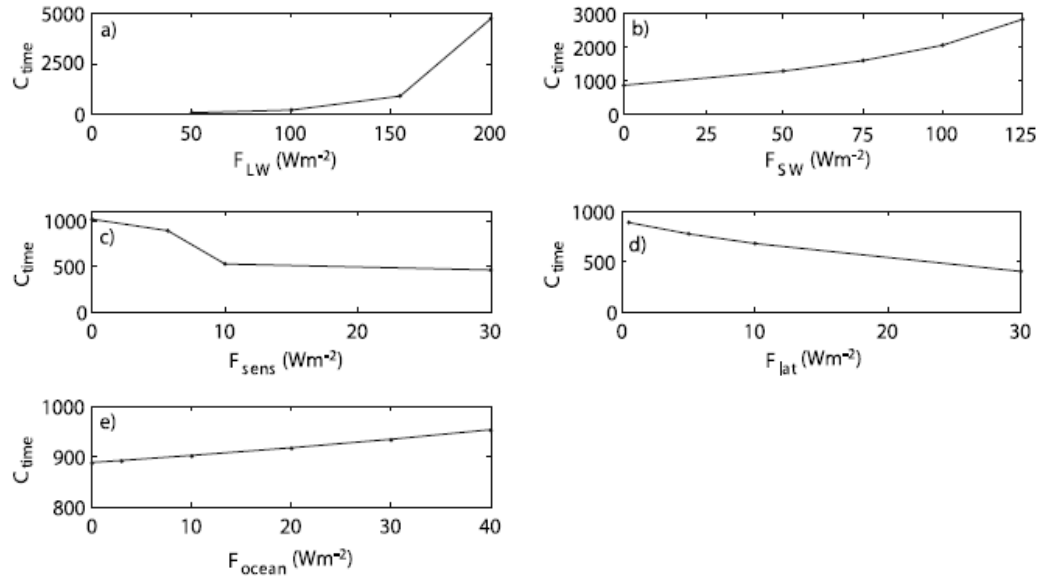 a)
C_time
5000
2500
0
0 50 100 150 200
F_LW (Wm⁻²)
b)
C_time
3000
2000
1000
0
0 25 50 75 100 125
F_SW (Wm⁻²)
c)
C_time
1000
500
0
0 10 20 30
F_sens (Wm⁻²)
d)
C_time
1000
500
0
0 10 20 30
F_lat (Wm⁻²)
e)
C_time
1000
900
800
0 10 20 30 40
F_ocean (Wm⁻²)